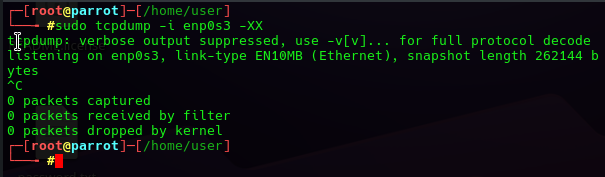 ┌─[root@parrot]─[/home/user]
└──╼ #sudo tcpdump -i enp0s3 -XX
tcpdump: verbose output suppressed, use -v[v]... for full protocol decode
listening on enp0s3, link-type EN10MB (Ethernet), snapshot length 262144 b
ytes
^C
0 packets captured
0 packets received by filter
0 packets dropped by kernel
┌─[root@parrot]─[/home/user]
└──╼ #